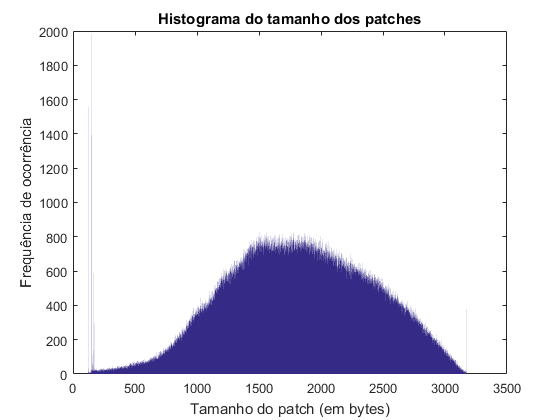 Histograma do tamanho dos patches
2000
1800
1600
1400
1200
1000
800
600
400
200
0
Frequência de ocorrência
0 500 1000 1500 2000 2500 3000 3500
Tamanho do patch (em bytes)